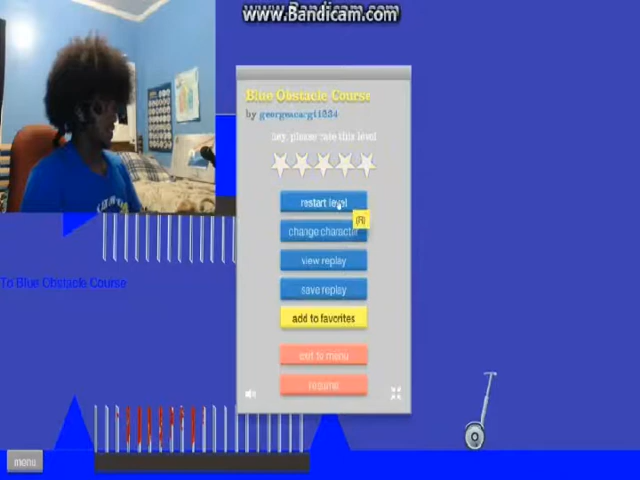 www.Bandicam.com
Blue Obstacle Course
by georgeacargi1234
hey, please rate this level
restart level
(R)
change character
view replay
To Blue Obstacle Course
save replay
add to favorites
exit to menu
resume
menu